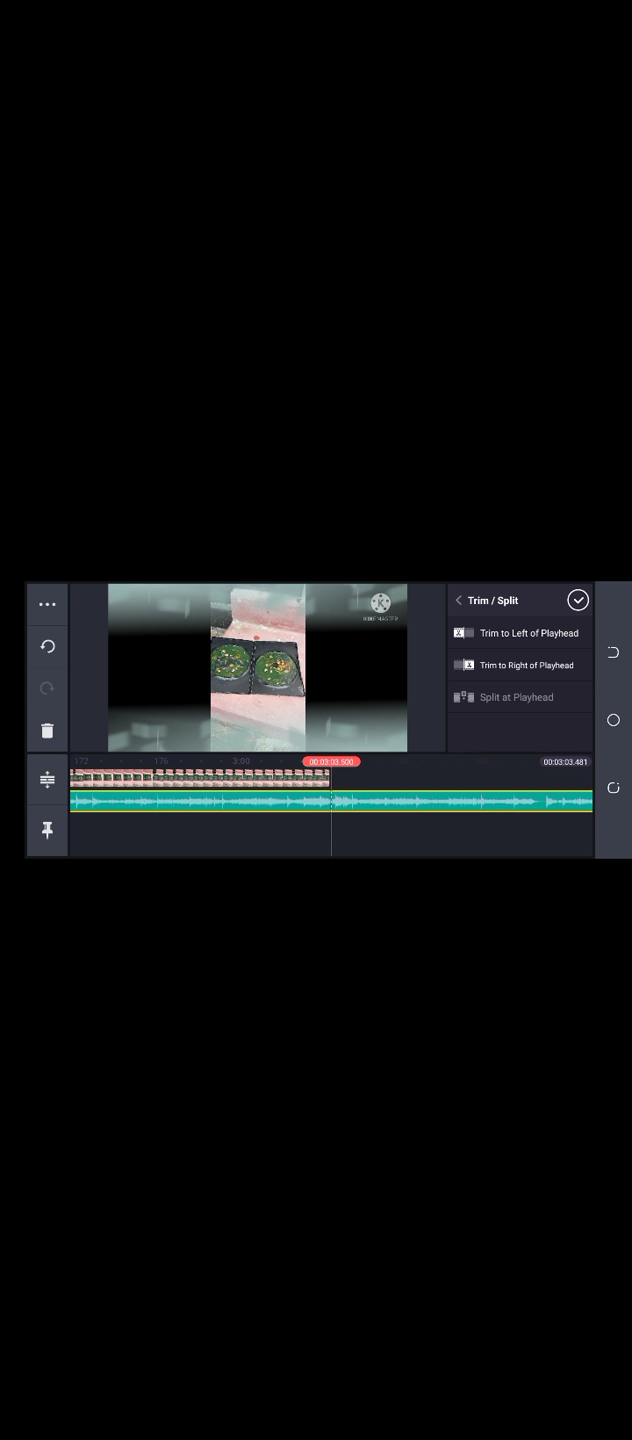 Trim / Split
KINEMASTER
Trim to Left of Playhead
Trim to Right of Playhead
Split at Playhead
172
176
3:00
00:03:03.500
00:03:03.481